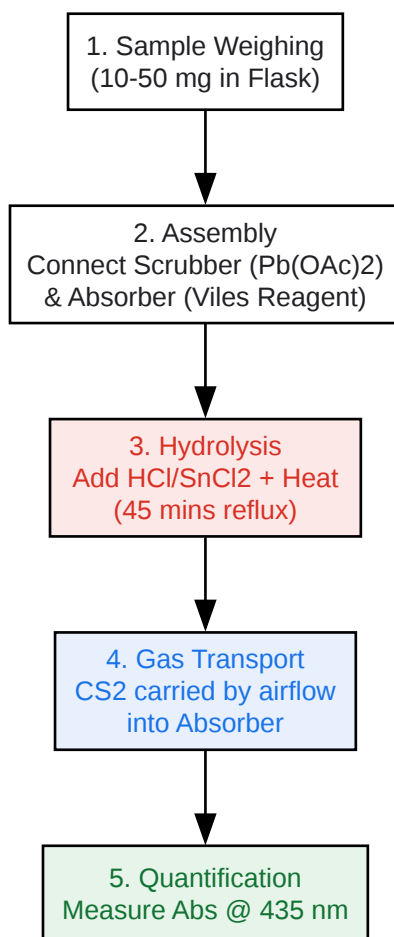 1. Sample Weighing
(10-50 mg in Flask)
2. Assembly
Connect Scrubber (Pb(OAc)2)
& Absorber (Viles Reagent)
3. Hydrolysis
Add HCl/SnCl2 + Heat
(45 mins reflux)
4. Gas Transport
CS2 carried by airflow
into Absorber
5. Quantification
Measure Abs @ 435 nm